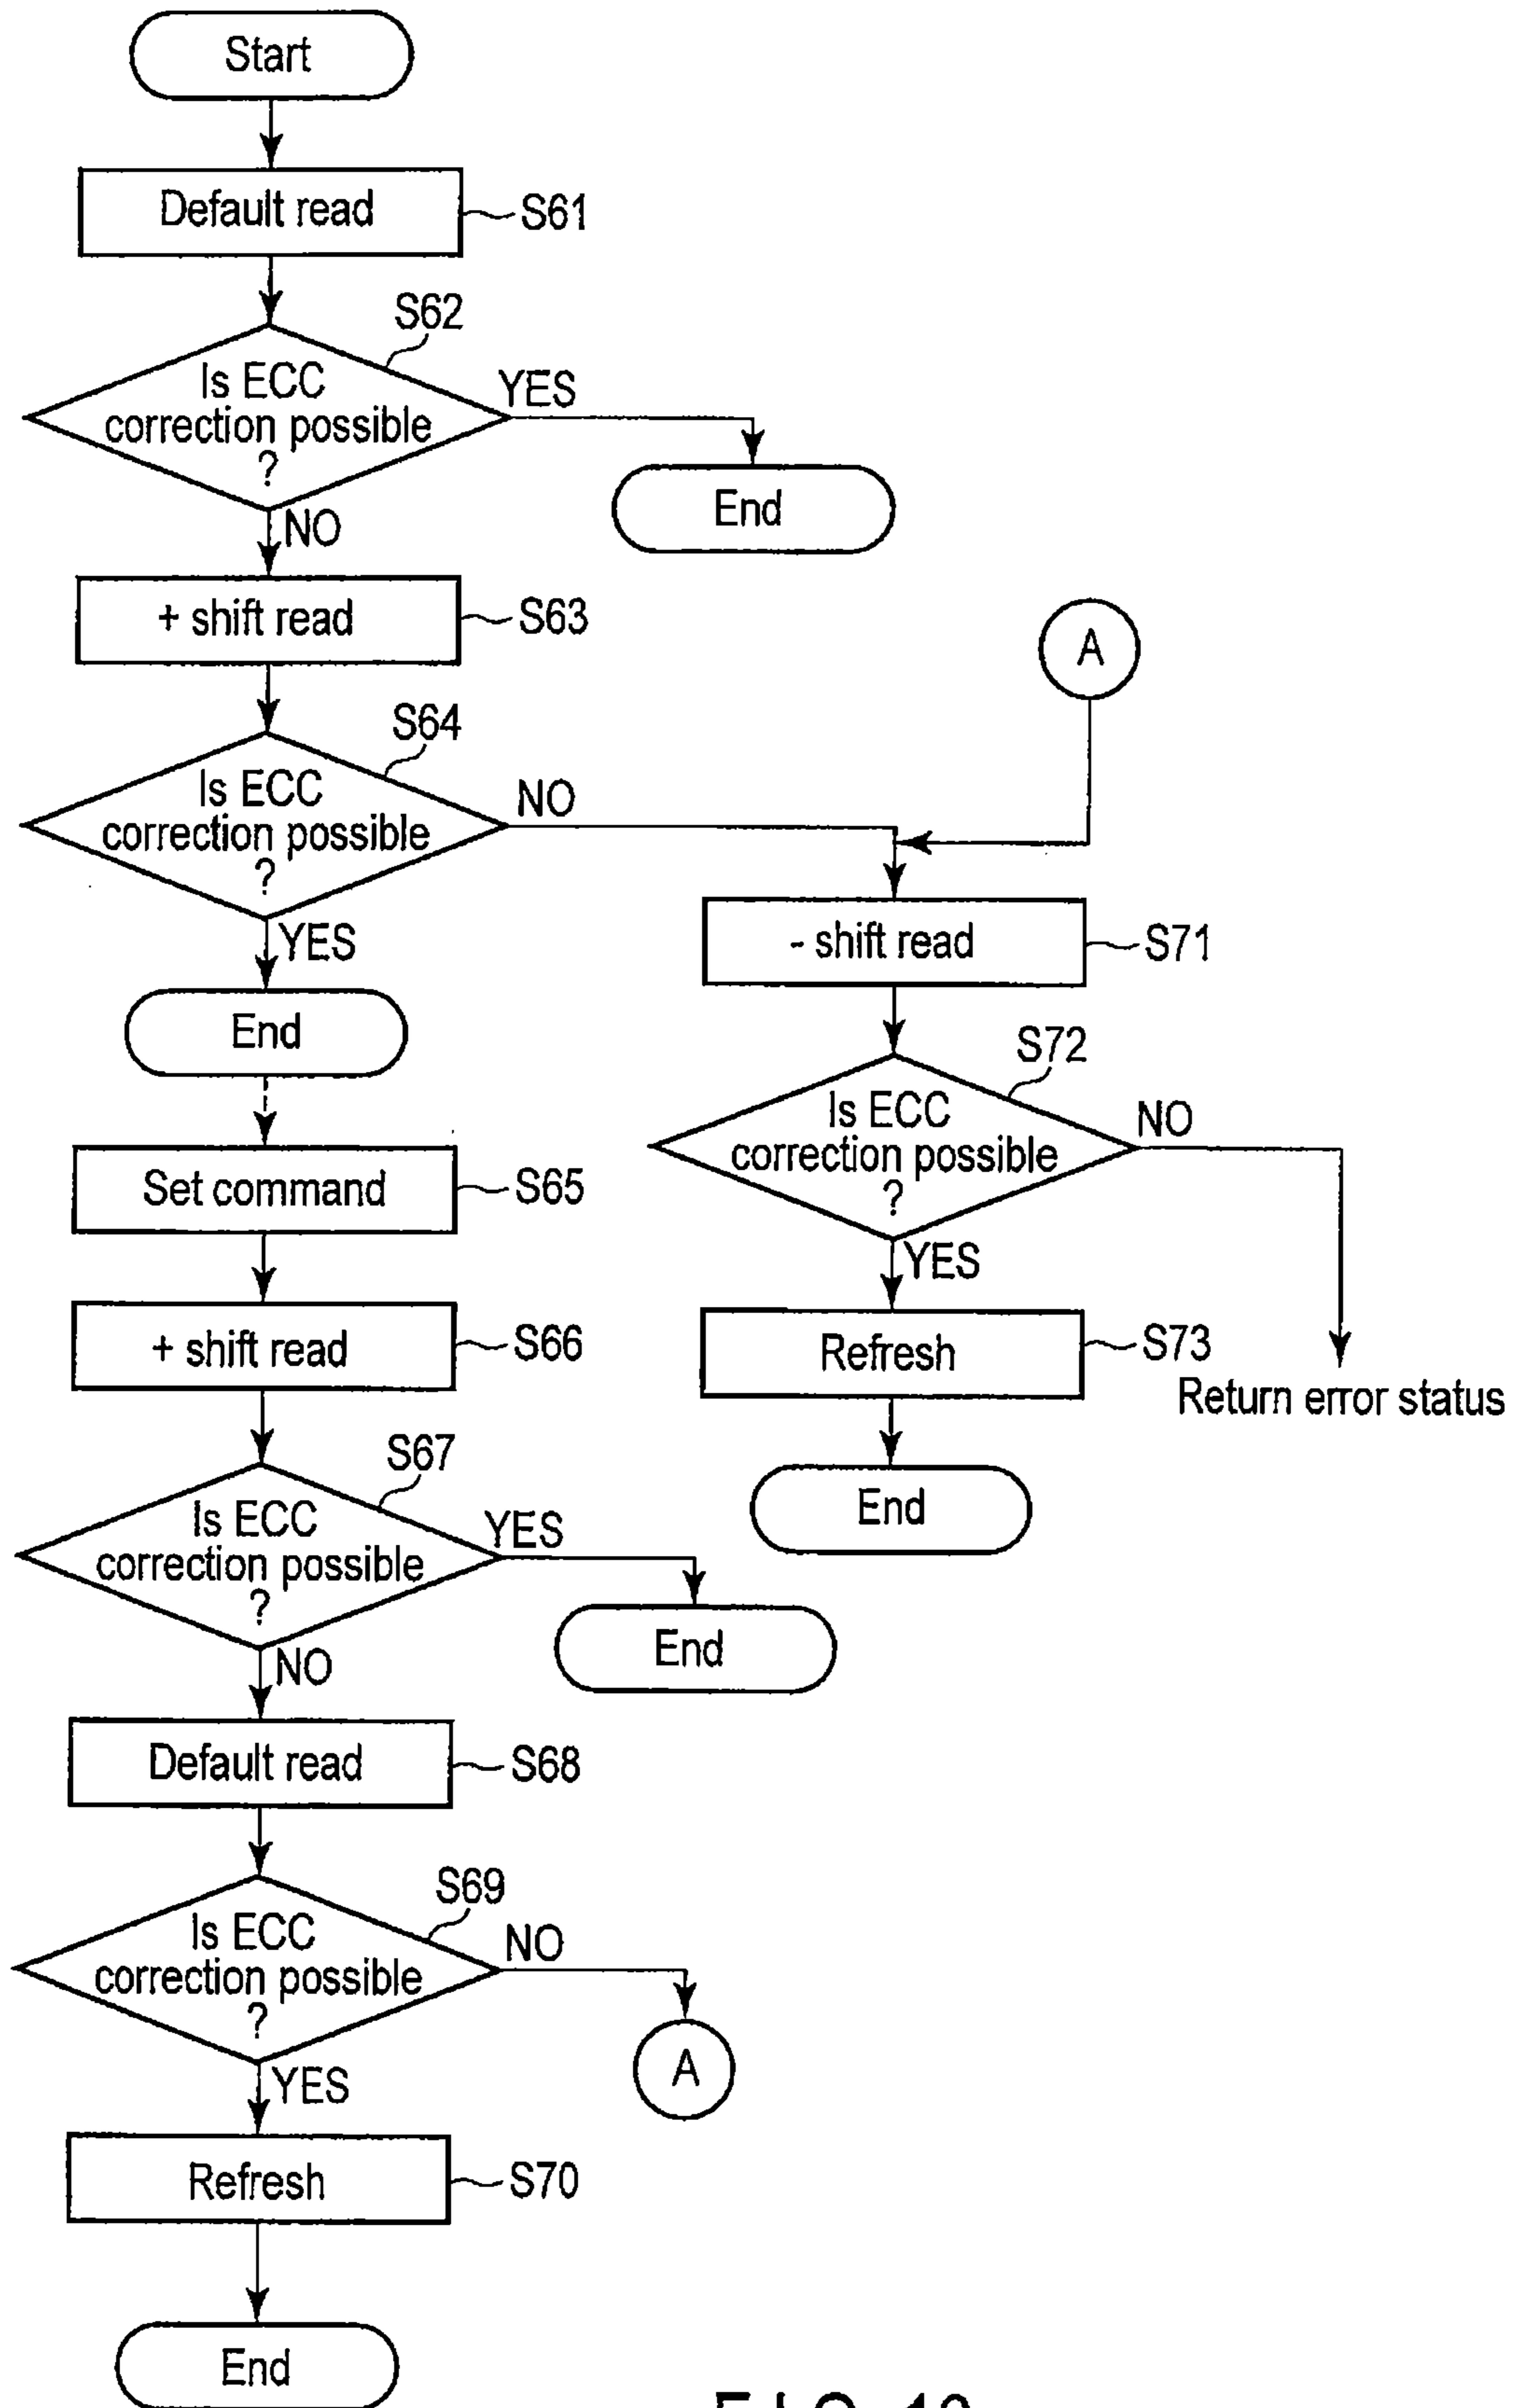 Start
Default read
S61
S62
Is ECC
correction possible
?
YES
End
NO
+ shift read
S63
A
S64
Is ECC
correction possible
?
NO
YES
End
- shift read
S71
S72
Is ECC
correction possible
?
NO
YES
Set command
S65
+ shift read
S66
Refresh
S73
Return error status
End
S67
Is ECC
correction possible
?
YES
End
NO
Default read
S68
S69
Is ECC
correction possible
?
NO
A
YES
Refresh
S70
End